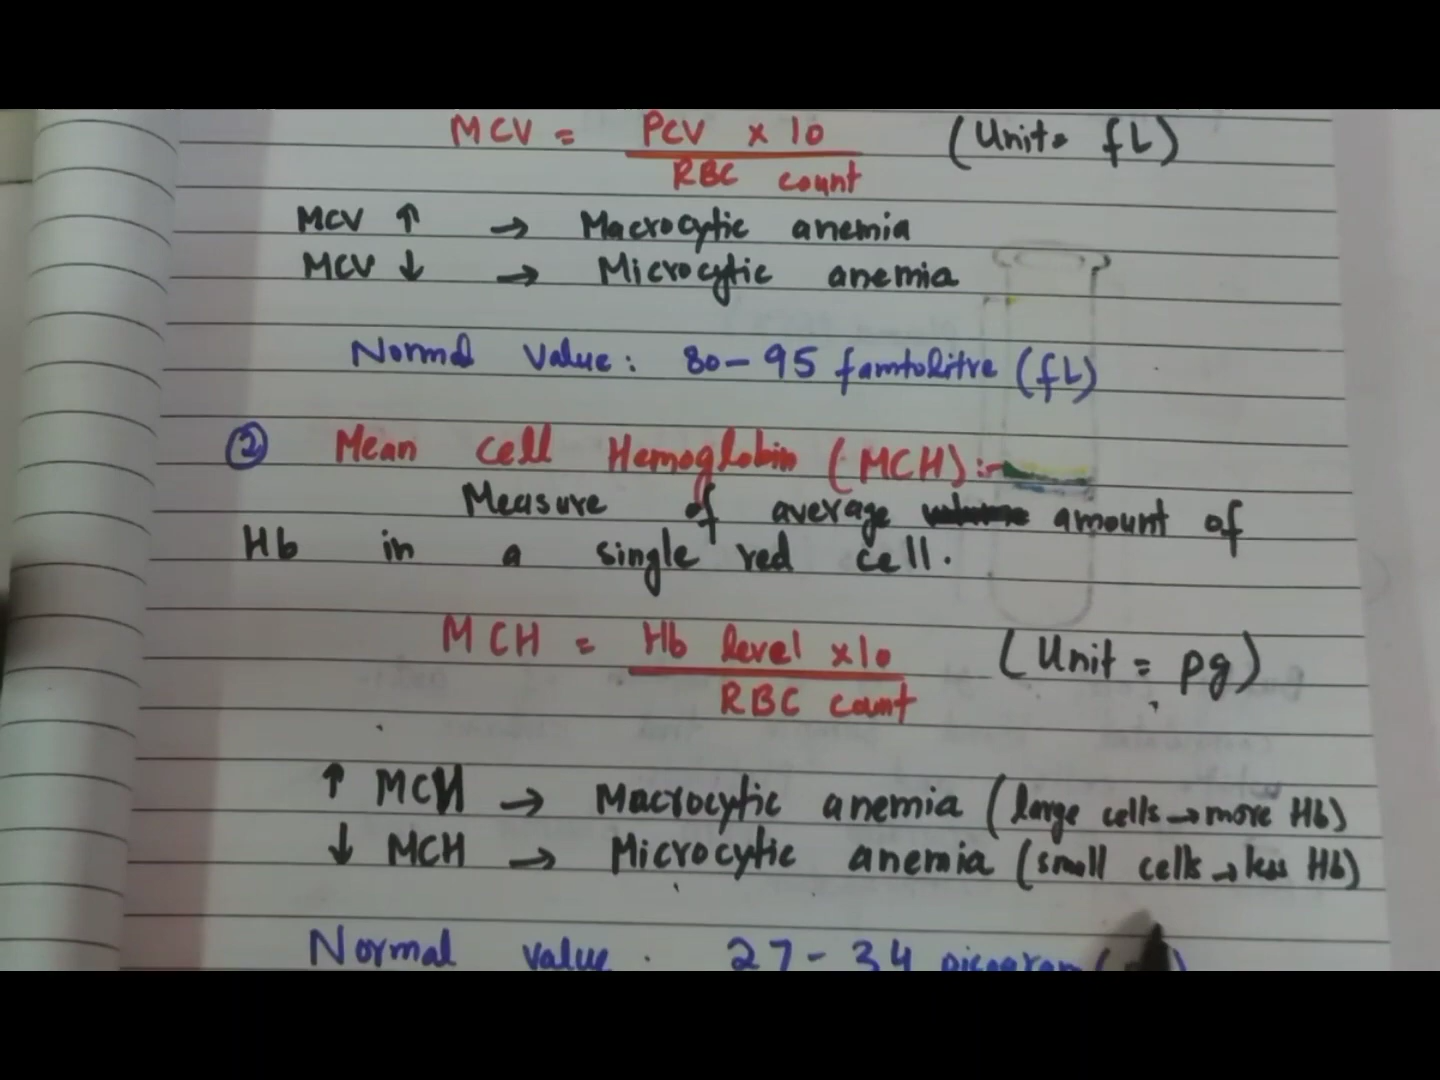 MCV = PCV x 10 (Unit= fL)
RBC count
MCV ↑ → Macrocytic anemia
MCV ↓ → Microcytic anemia
Normal Value: 80-95 famtolitre (fL)
② Mean Cell Hemoglobin (MCH):-
Measure of average amount of
Hb in a single red cell.
MCH = Hb level x10 (Unit = pg)
RBC count
↑ MCH → Macrocytic anemia (large cells → more Hb)
↓ MCH → Microcytic anemia (small cells → less Hb)
Normal value. 27-34 picogram (